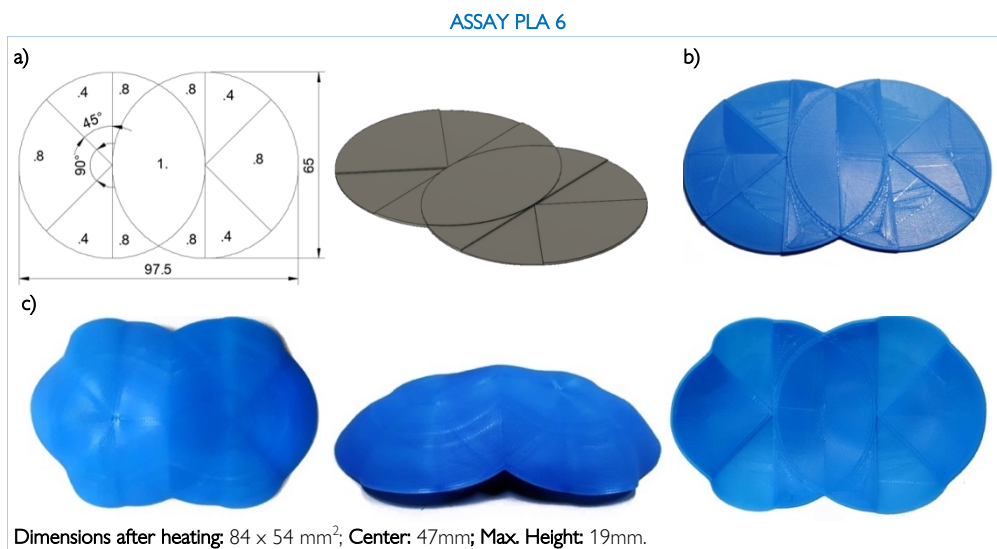 ASSAY PLA 6
a)
b)
.4 .8 .8 .4
45°
.8 90° 1. .8 65
.4 .8 .8 .4
97.5
c)
Dimensions after heating: 84 x 54 mm²; Center: 47mm; Max. Height: 19mm.